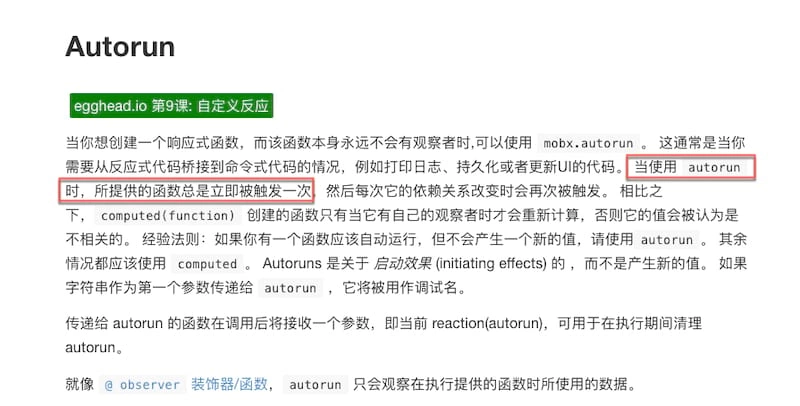 Autorun
egghead.io 第9课: 自定义反应
当你想创建一个响应式函数，而该函数本身永远不会有观察者时,可以使用 mobx.autorun 。 这通常是当你
需要从反应式代码桥接到命令式代码的情况，例如打印日志、持久化或者更新UI的代码。 当使用 autorun
时，所提供的函数总是立即被触发一次，然后每次它的依赖关系改变时会再次被触发。 相比之
下，computed(function) 创建的函数只有当它有自己的观察者时才会重新计算，否则它的值会被认为是
不相关的。 经验法则：如果你有一个函数应该自动运行，但不会产生一个新的值，请使用 autorun 。 其余
情况都应该使用 computed 。 Autoruns 是关于 启动效果 (initiating effects) 的 ，而不是产生新的值。 如果
字符串作为第一个参数传递给 autorun ，它将被用作调试名。
传递给 autorun 的函数在调用后将接收一个参数，即当前 reaction(autorun)，可用于在执行期间清理
autorun。
就像 @ observer 装饰器/函数，autorun 只会观察在执行提供的函数时所使用的数据。